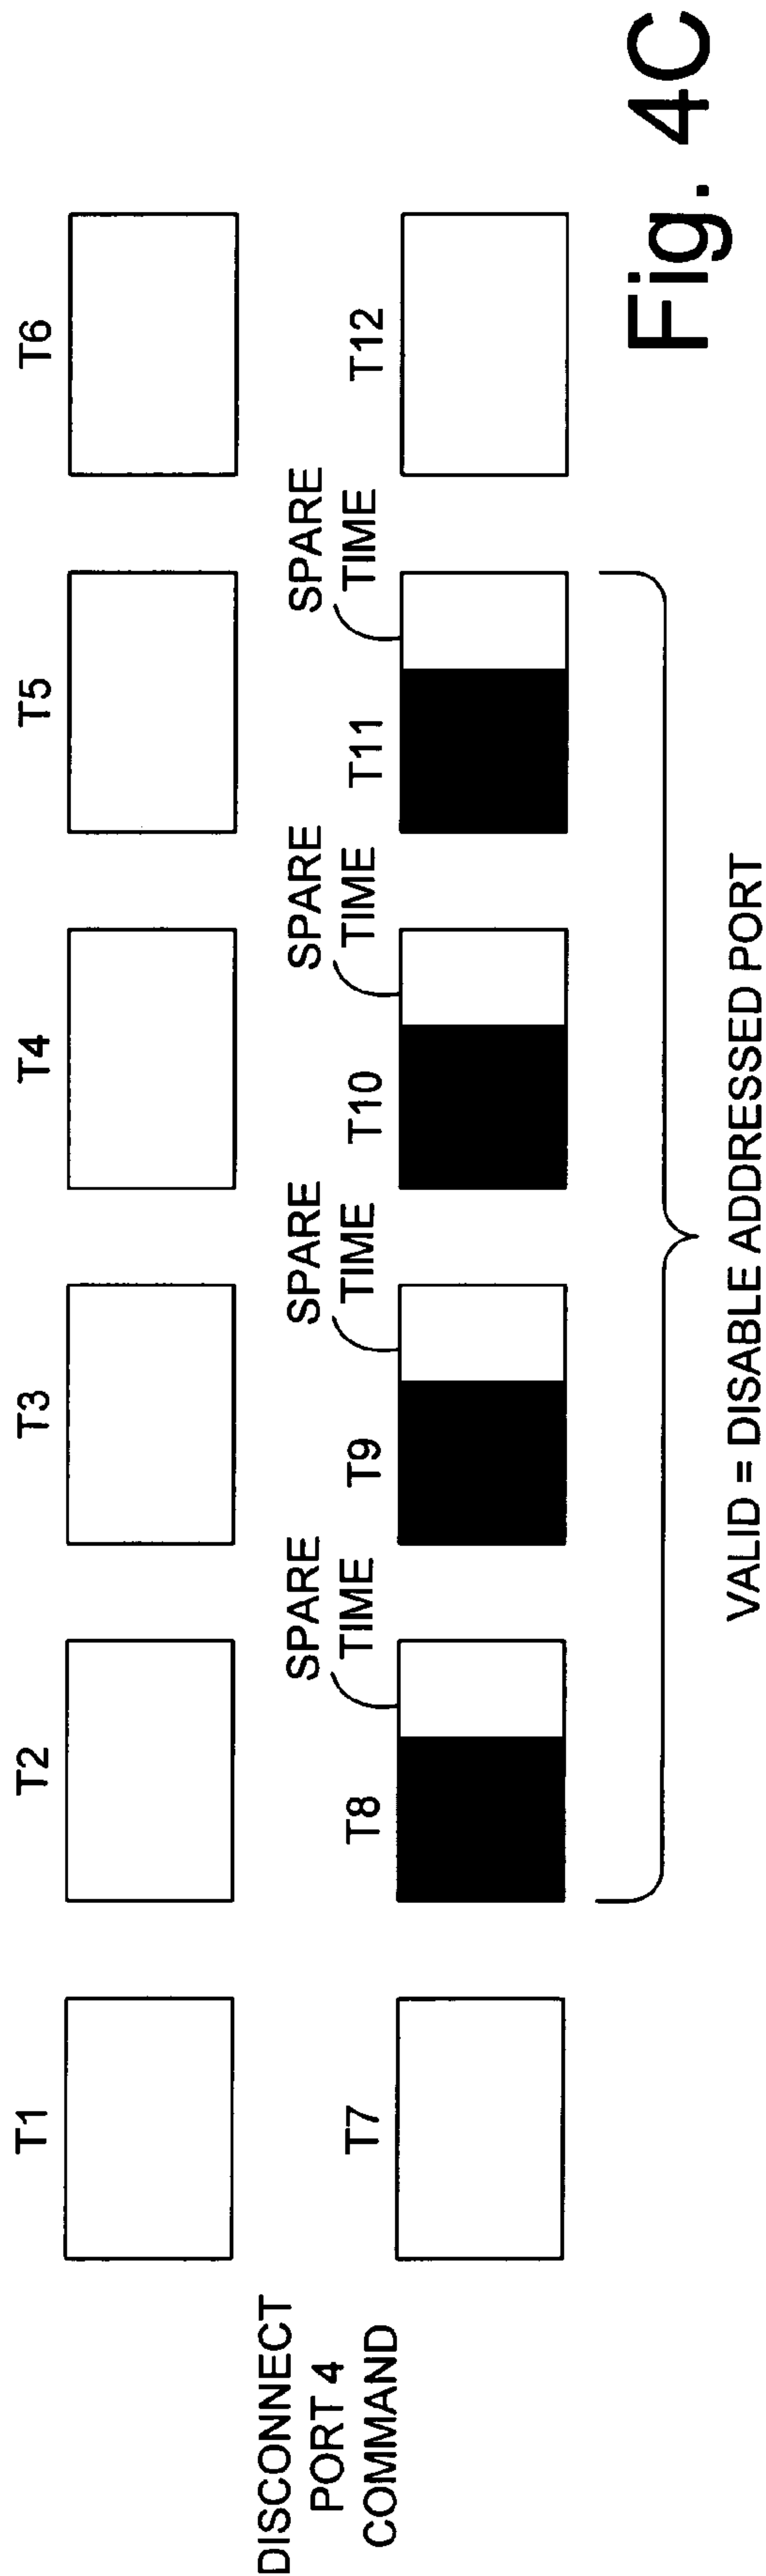 T1 T2 T3 T4 T5 T6
DISCONNECT
PORT 4
COMMAND
SPARE
TIME
SPARE
TIME
SPARE
TIME
SPARE
TIME
T7 T8 T9 T10 T11 T12
VALID = DISABLE ADDRESSED PORT
Fig. 4C